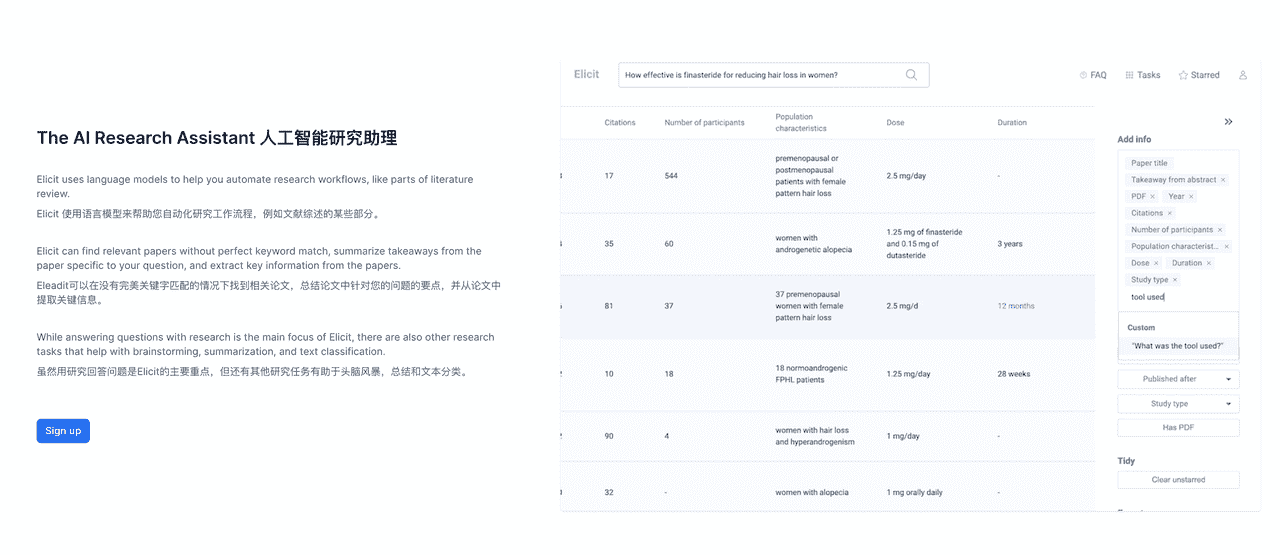 The AI Research Assistant 人工智能研究助理
Elicit uses language models to help you automate research workflows, like parts of literature
review.
Elicit 使用语言模型来帮助您自动化研究工作流程，例如文献综述的某些部分。
Elicit can find relevant papers without perfect keyword match, summarize takeaways from the
paper specific to your question, and extract key information from the papers.
Eleadit可以在没有完美关键字匹配的情况下找到相关论文，总结论文中针对您的问题的要点，并从论文中
提取关键信息。
While answering questions with research is the main focus of Elicit, there are also other research
tasks that help with brainstorming, summarization, and text classification.
虽然用研究回答问题是Elicit的主要重点，但还有其他研究任务有助于头脑风暴，总结和文本分类。
Sign up
Elicit
How effective is finasteride for reducing hair loss in women?
FAQ
Tasks
Starred
Citations
Number of participants
Population
characteristics
Dose
Duration
17
544
premenopausal or
postmenopausal
patients with female
pattern hair loss
2.5 mg/day
-
35
60
women with
androgenetic alopecia
1.25 mg of finasteride
and 0.15 mg of
dutasteride
3 years
81
37
37 premenopausal
women with female
pattern hair loss
2.5 mg/d
12 months
10
18
18 normoandrogenic
FPHL patients
1.25 mg/day
28 weeks
90
4
women with hair loss
and hyperandrogenism
1 mg/day
-
32
-
women with alopecia
1 mg orally daily
-
Add info
Paper title
Takeaway from abstract ×
PDF × Year ×
Citations ×
Number of participants ×
Population characterist... ×
Dose × Duration ×
Study type ×
tool used
Custom
"What was the tool used?"
Published after
Study type
Has PDF
Tidy
Clear unstarred